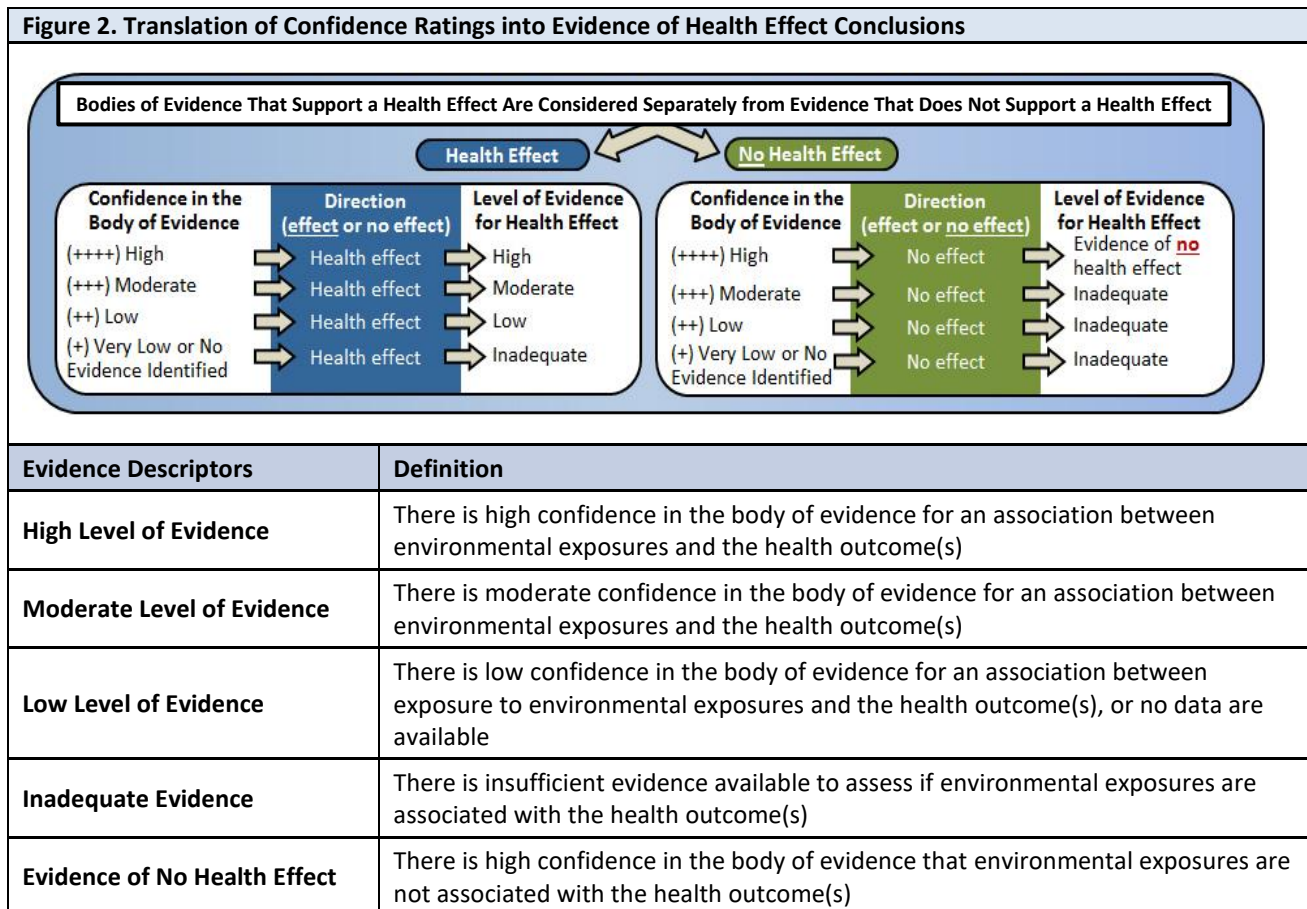 Figure 2. Translation of Confidence Ratings into Evidence of Health Effect Conclusions
Bodies of Evidence That Support a Health Effect Are Considered Separately from Evidence That Does Not Support a Health Effect
Health Effect
Confidence in the
Body of Evidence
Direction
(effect or no effect)
Level of Evidence
for Health Effect
(++++) High
Health effect
High
(+++) Moderate
Health effect
Moderate
(++) Low
Health effect
Low
(+) Very Low or No
Evidence Identified
Health effect
Inadequate
No Health Effect
Confidence in the
Body of Evidence
Direction
(effect or no effect)
Level of Evidence
for Health Effect
(++++) High
No effect
Evidence of no
health effect
(+++) Moderate
No effect
Inadequate
(++) Low
No effect
Inadequate
(+) Very Low or No
Evidence Identified
No effect
Inadequate
Evidence Descriptors
Definition
High Level of Evidence
There is high confidence in the body of evidence for an association between
environmental exposures and the health outcome(s)
Moderate Level of Evidence
There is moderate confidence in the body of evidence for an association between
environmental exposures and the health outcome(s)
Low Level of Evidence
There is low confidence in the body of evidence for an association between
exposure to environmental exposures and the health outcome(s), or no data are
available
Inadequate Evidence
There is insufficient evidence available to assess if environmental exposures are
associated with the health outcome(s)
Evidence of No Health Effect
There is high confidence in the body of evidence that environmental exposures are
not associated with the health outcome(s)